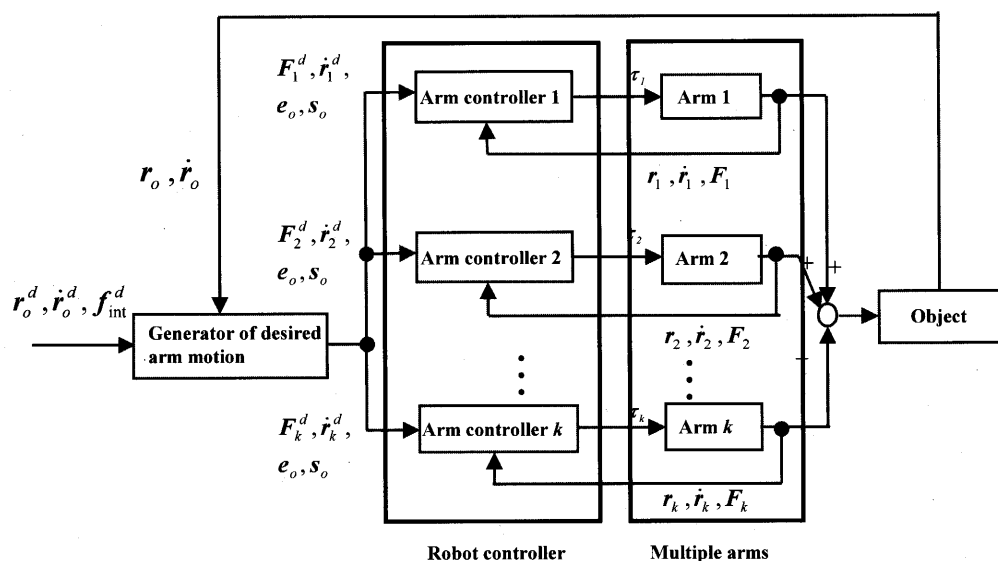 F₁ᵈ, ṙ₁ᵈ,
eₒ, sₒ
Arm controller 1
τ₁
Arm 1
r₁, ṙ₁, F₁
rₒ, ṙₒ
F₂ᵈ, ṙ₂ᵈ,
eₒ, sₒ
Arm controller 2
τ₂
Arm 2
+
+
r₂, ṙ₂, F₂
rₒᵈ, ṙₒᵈ, f_intᵈ
Generator of desired
arm motion
Object
+
Fₖᵈ, ṙₖᵈ,
eₒ, sₒ
Arm controller k
τₖ
Arm k
rₖ, ṙₖ, Fₖ
Robot controller
Multiple arms